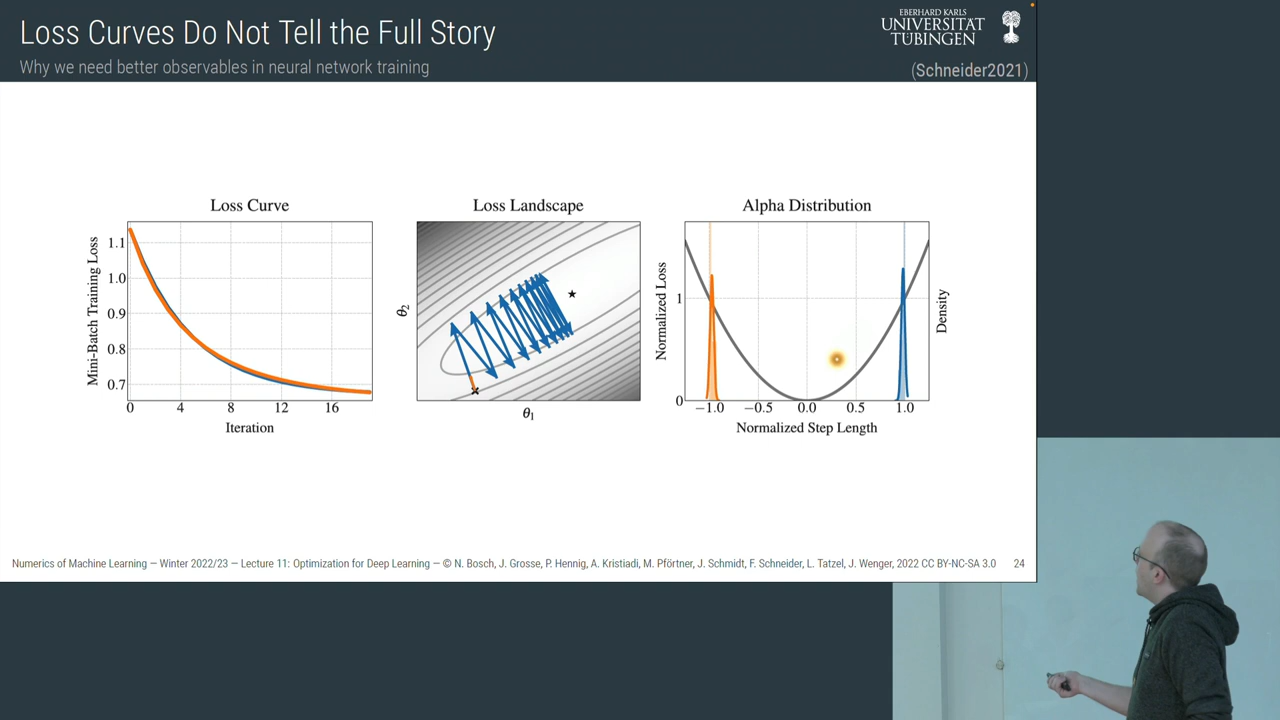 Loss Curves Do Not Tell the Full Story
Why we need better observables in neural network training
EBERHARD KARLS
UNIVERSITÄT
TÜBINGEN
(Schneider2021)
Loss Curve
Mini-Batch Training Loss
1.1
1.0
0.9
0.8
0.7
0
4
8
12
16
Iteration
Loss Landscape
θ2
θ1
Alpha Distribution
Normalized Loss
1
0
−1.0
−0.5
0.0
0.5
1.0
Normalized Step Length
Density
Numerics of Machine Learning — Winter 2022/23 — Lecture 11: Optimization for Deep Learning — © N. Bosch, J. Grosse, P. Hennig, A. Kristiadi, M. Pförtner, J. Schmidt, F. Schneider, L. Tatzel, J. Wenger, 2022 CC BY-NC-SA 3.0
24